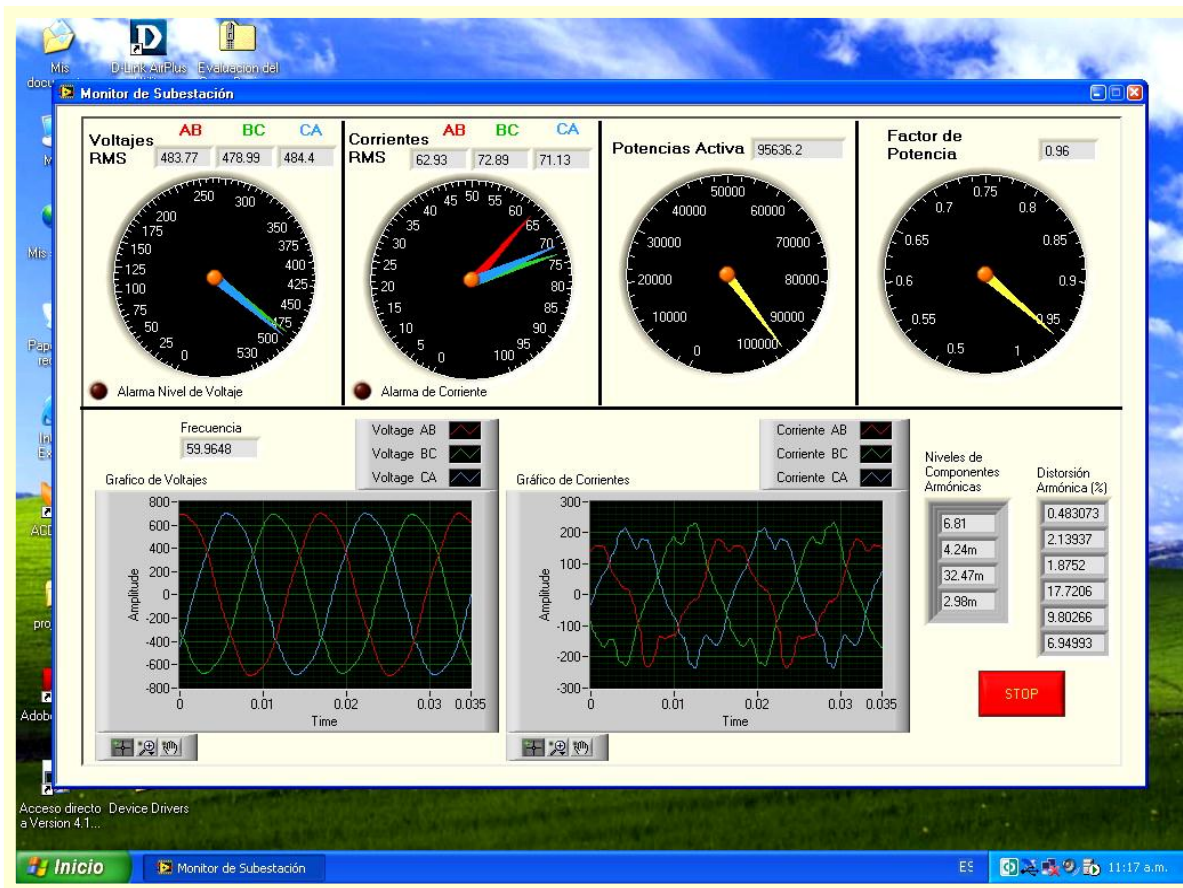 Mis
D-Link AirPlus
Evaluacion del
Monitor de Subestación
Voltajes
RMS
AB BC CA
483.77 478.99 484.4
0 25 50 75 100 125 150 175 200 250 300 350 375 400 425 450 475 500 530
Alarma Nivel de Voltaje
Corrientes
RMS
AB BC CA
62.93 72.89 71.13
0 5 10 15 20 25 30 35 40 45 50 55 60 65 70 75 80 85 90 95 100
Alarma de Corriente
Potencias Activa 95636.2
0 10000 20000 30000 40000 50000 60000 70000 80000 90000 100000
Factor de
Potencia
0.96
0.5 0.55 0.6 0.65 0.7 0.75 0.8 0.85 0.9 0.95 1
Frecuencia
59.9648
Voltage AB
Voltage BC
Voltage CA
Grafico de Voltajes
Amplitude
800
600
400
200
0
-200
-400
-600
-800
0 0.01 0.02 0.03 0.035
Time
Corriente AB
Corriente BC
Corriente CA
Gráfico de Corrientes
Amplitude
300
200
100
0
-100
-200
-300
0 0.01 0.02 0.03 0.035
Time
Niveles de
Componentes
Armónicas
6.81
4.24m
32.47m
2.98m
Distorsión
Armónica (%)
0.483073
2.13937
1.8752
17.7206
9.80266
6.94993
STOP
Mis
Acceso directo
a Version 4.1...
Device Drivers
Inicio
Monitor de Subestación
ES
11:17 a.m.